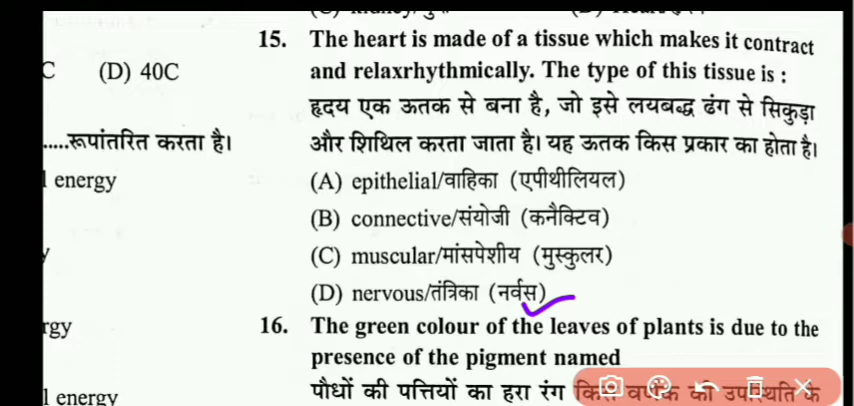 C (D) 40C
.....रूपांतरित करता है।
energy
rgy
l energy
15. The heart is made of a tissue which makes it contract
and relaxrhythmically. The type of this tissue is :
हृदय एक ऊतक से बना है, जो इसे लयबद्ध ढंग से सिकुड़ा
और शिथिल करता जाता है। यह ऊतक किस प्रकार का होता है।
(A) epithelial/वाहिका (एपीथीलियल)
(B) connective/संयोजी (कनैक्टिव)
(C) muscular/मांसपेशीय (मुस्कुलर)
(D) nervous/तंत्रिका (नर्वस)
16. The green colour of the leaves of plants is due to the
presence of the pigment named
पौधों की पत्तियों का हरा रंग किस वर्णक की उपस्थिति के